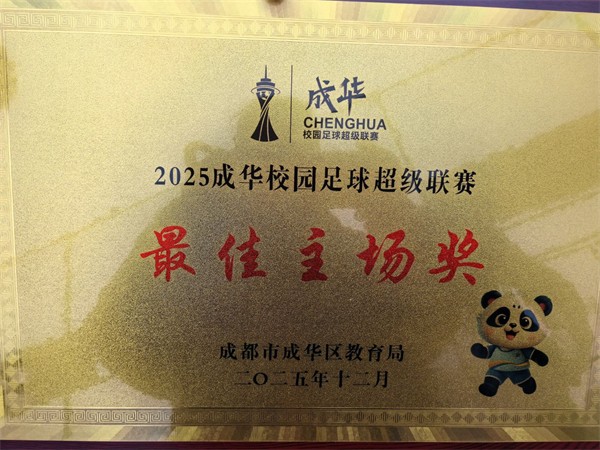 成华
CHENGHUA
校园足球超级联赛
2025成华校园足球超级联赛
最佳主场奖
成都市成华区教育局
二〇二五年十二月